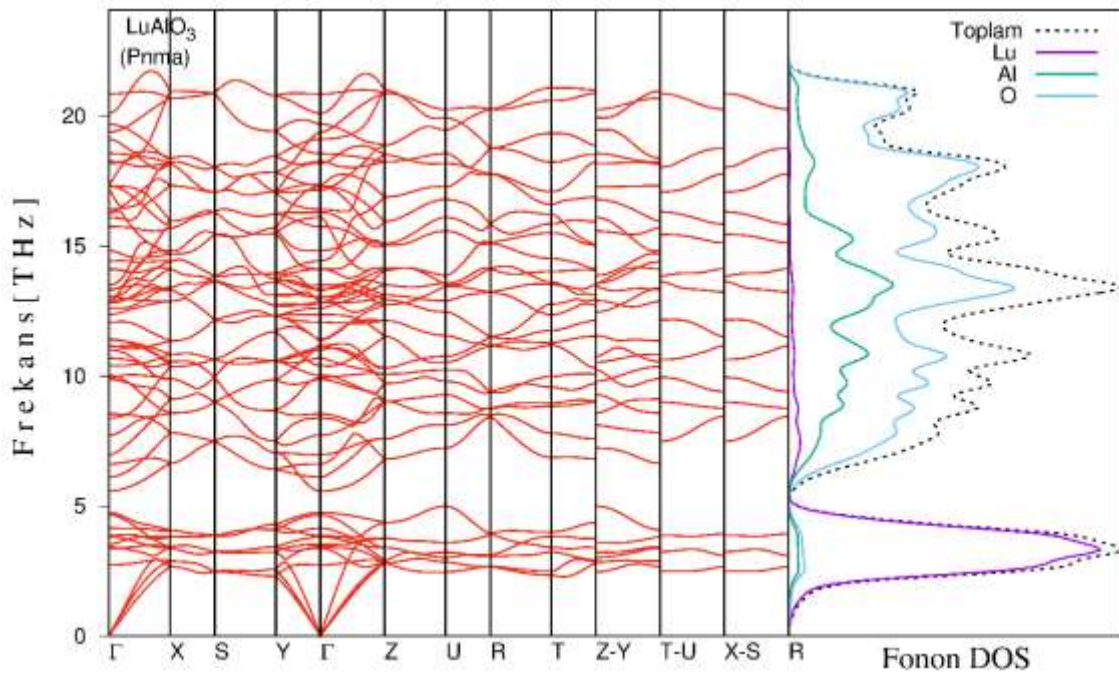 LuAlO3
(Pnma)
Toplam
Lu
Al
O
Frekans[THz]
20
15
10
5
0
Γ X S Y Γ Z U R T Z-Y T-U X-S R
Fonon DOS